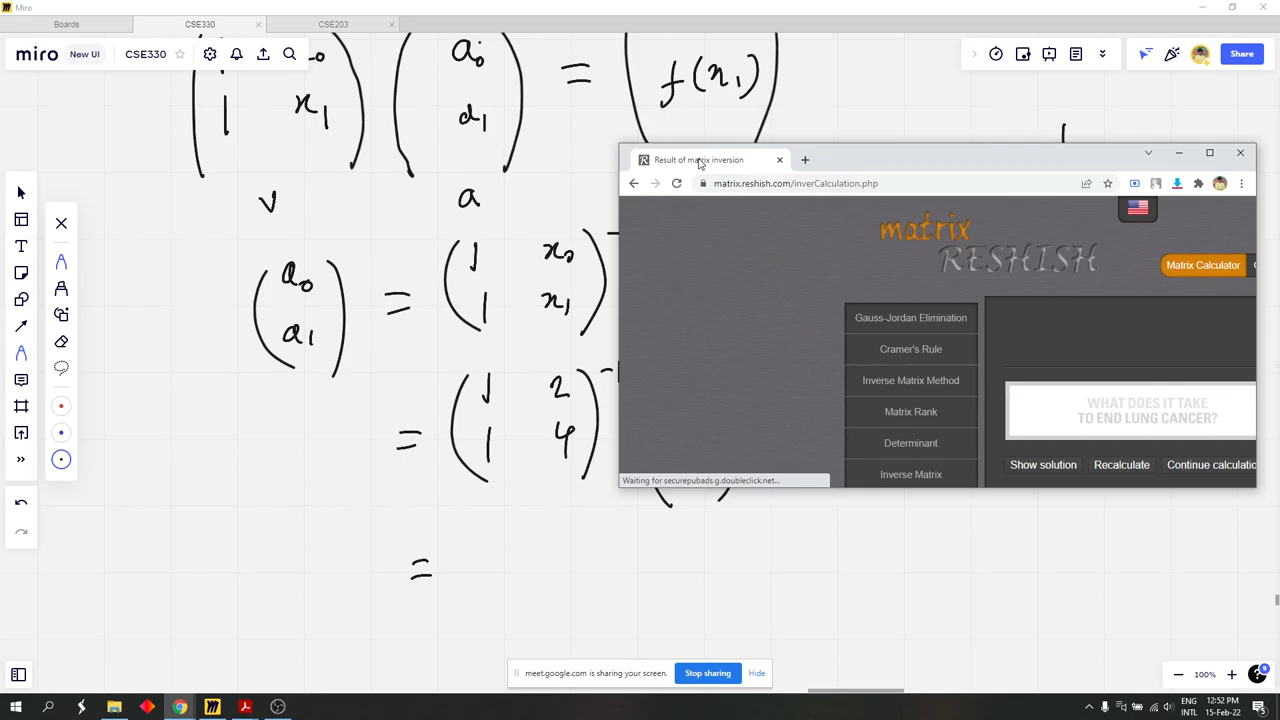 Miro
Boards
CSE330
CSE203
miro
New UI
CSE330
Share
1 x₁
a₀
a₁
=
f(x₁)
V
a
a₀
a₁
=
1 x₀
1 x₁
=
1 2
1 4
=
Result of matrix inversion
matrix.reshish.com/inverCalculation.php
matrix
RESHISH
Matrix Calculator
Gauss-Jordan Elimination
Cramer's Rule
Inverse Matrix Method
Matrix Rank
Determinant
Inverse Matrix
WHAT DOES IT TAKE
TO END LUNG CANCER?
Show solution
Recalculate
Continue calculatio
Waiting for securepubads.g.doubleclick.net...
meet.google.com is sharing your screen.
Stop sharing
Hide
100%
ENG
INTL
12:52 PM
15-Feb-22